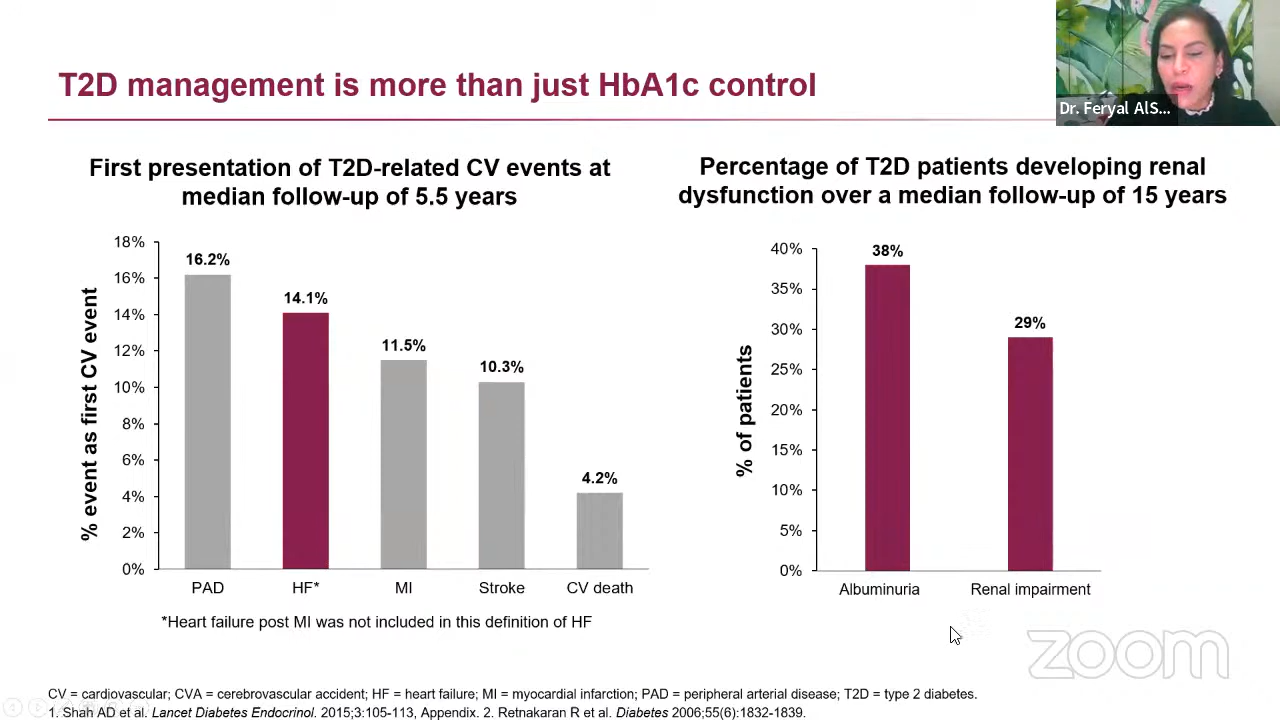 T2D management is more than just HbA1c control
Dr. Feryal AlS...
First presentation of T2D-related CV events at
median follow-up of 5.5 years
% event as first CV event
18%
16%
14%
12%
10%
8%
6%
4%
2%
0%
16.2%
14.1%
11.5%
10.3%
4.2%
PAD
HF*
MI
Stroke
CV death
*Heart failure post MI was not included in this definition of HF
Percentage of T2D patients developing renal
dysfunction over a median follow-up of 15 years
% of patients
40%
35%
30%
25%
20%
15%
10%
5%
0%
38%
29%
Albuminuria
Renal impairment
zoom
CV = cardiovascular; CVA = cerebrovascular accident; HF = heart failure; MI = myocardial infarction; PAD = peripheral arterial disease; T2D = type 2 diabetes.
1. Shah AD et al. Lancet Diabetes Endocrinol. 2015;3:105-113, Appendix. 2. Retnakaran R et al. Diabetes 2006;55(6):1832-1839.